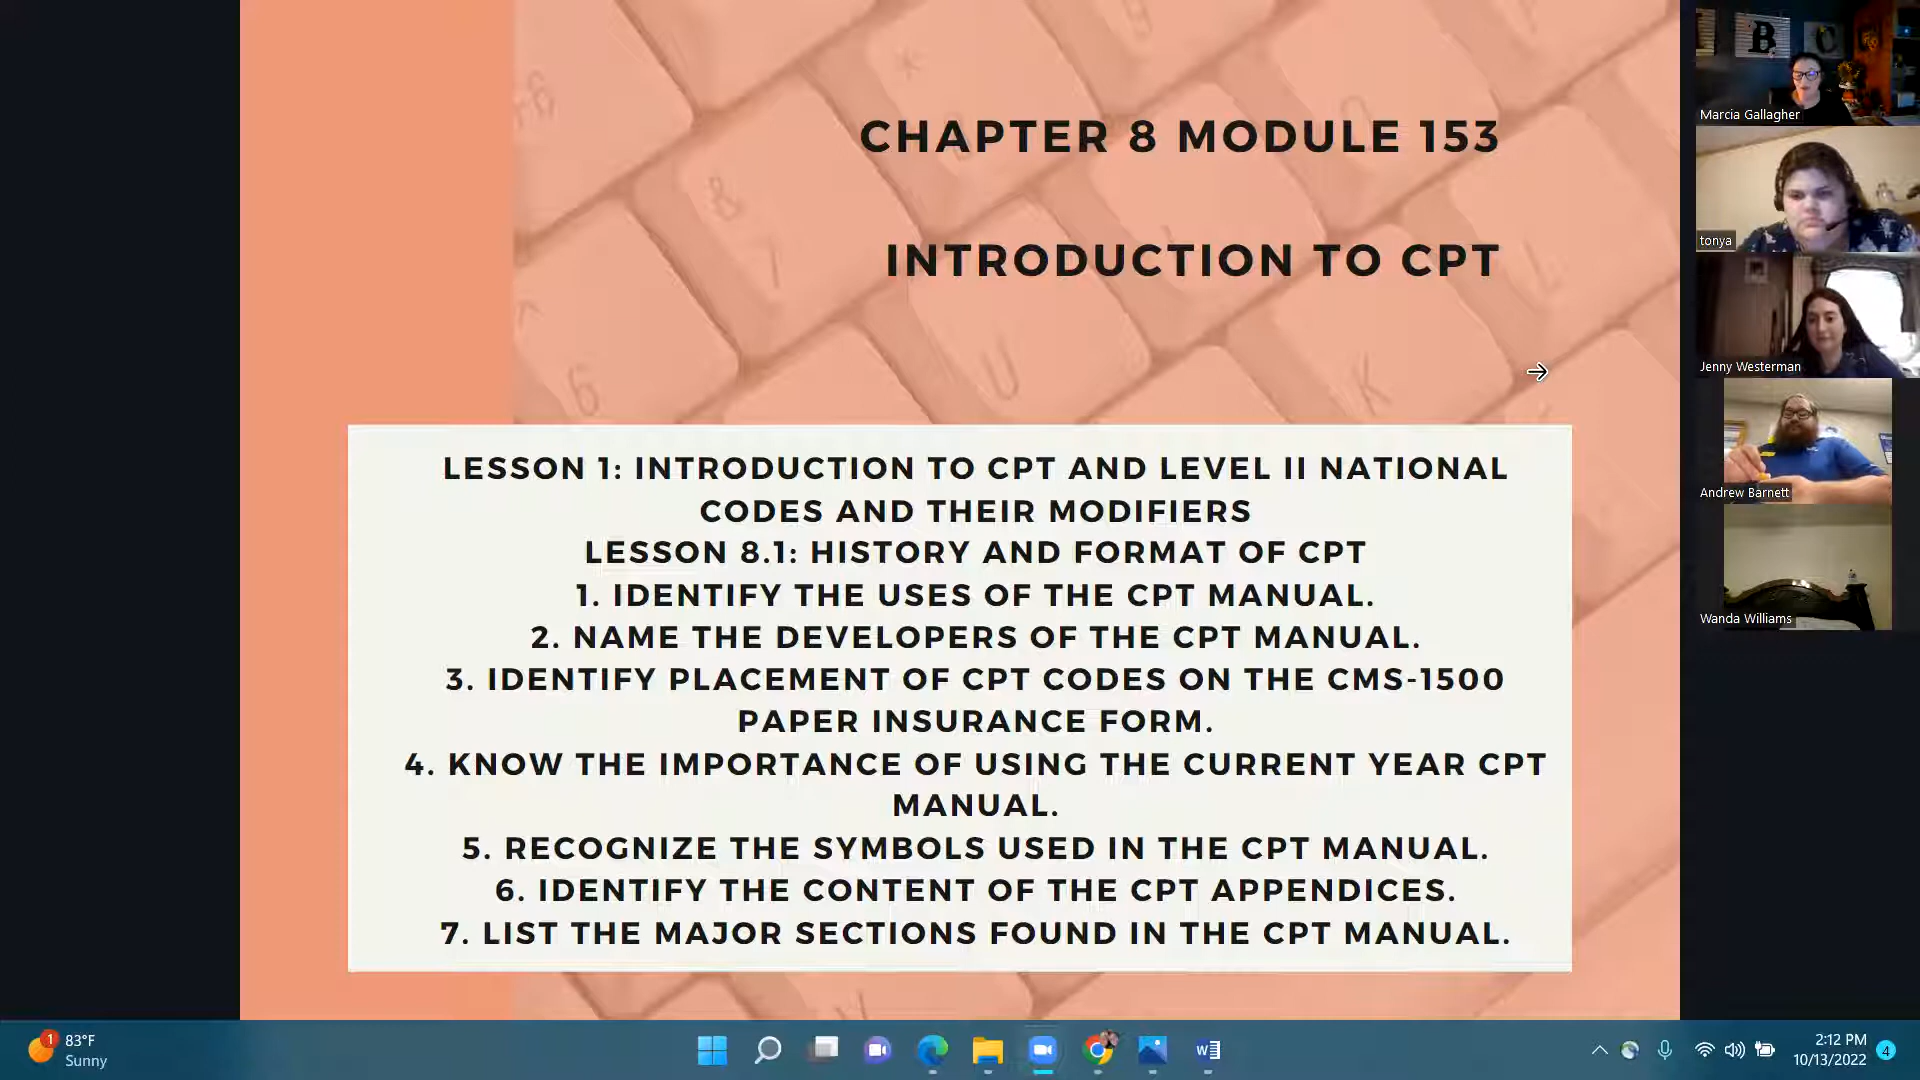 CHAPTER 8 MODULE 153
INTRODUCTION TO CPT
LESSON 1: INTRODUCTION TO CPT AND LEVEL II NATIONAL
CODES AND THEIR MODIFIERS
LESSON 8.1: HISTORY AND FORMAT OF CPT
1. IDENTIFY THE USES OF THE CPT MANUAL.
2. NAME THE DEVELOPERS OF THE CPT MANUAL.
3. IDENTIFY PLACEMENT OF CPT CODES ON THE CMS-1500
PAPER INSURANCE FORM.
4. KNOW THE IMPORTANCE OF USING THE CURRENT YEAR CPT
MANUAL.
5. RECOGNIZE THE SYMBOLS USED IN THE CPT MANUAL.
6. IDENTIFY THE CONTENT OF THE CPT APPENDICES.
7. LIST THE MAJOR SECTIONS FOUND IN THE CPT MANUAL.
B C
Marcia Gallagher
tonya
Jenny Westerman
Andrew Barnett
Wanda Williams
1
83°F
Sunny
2:12 PM
10/13/2022
4